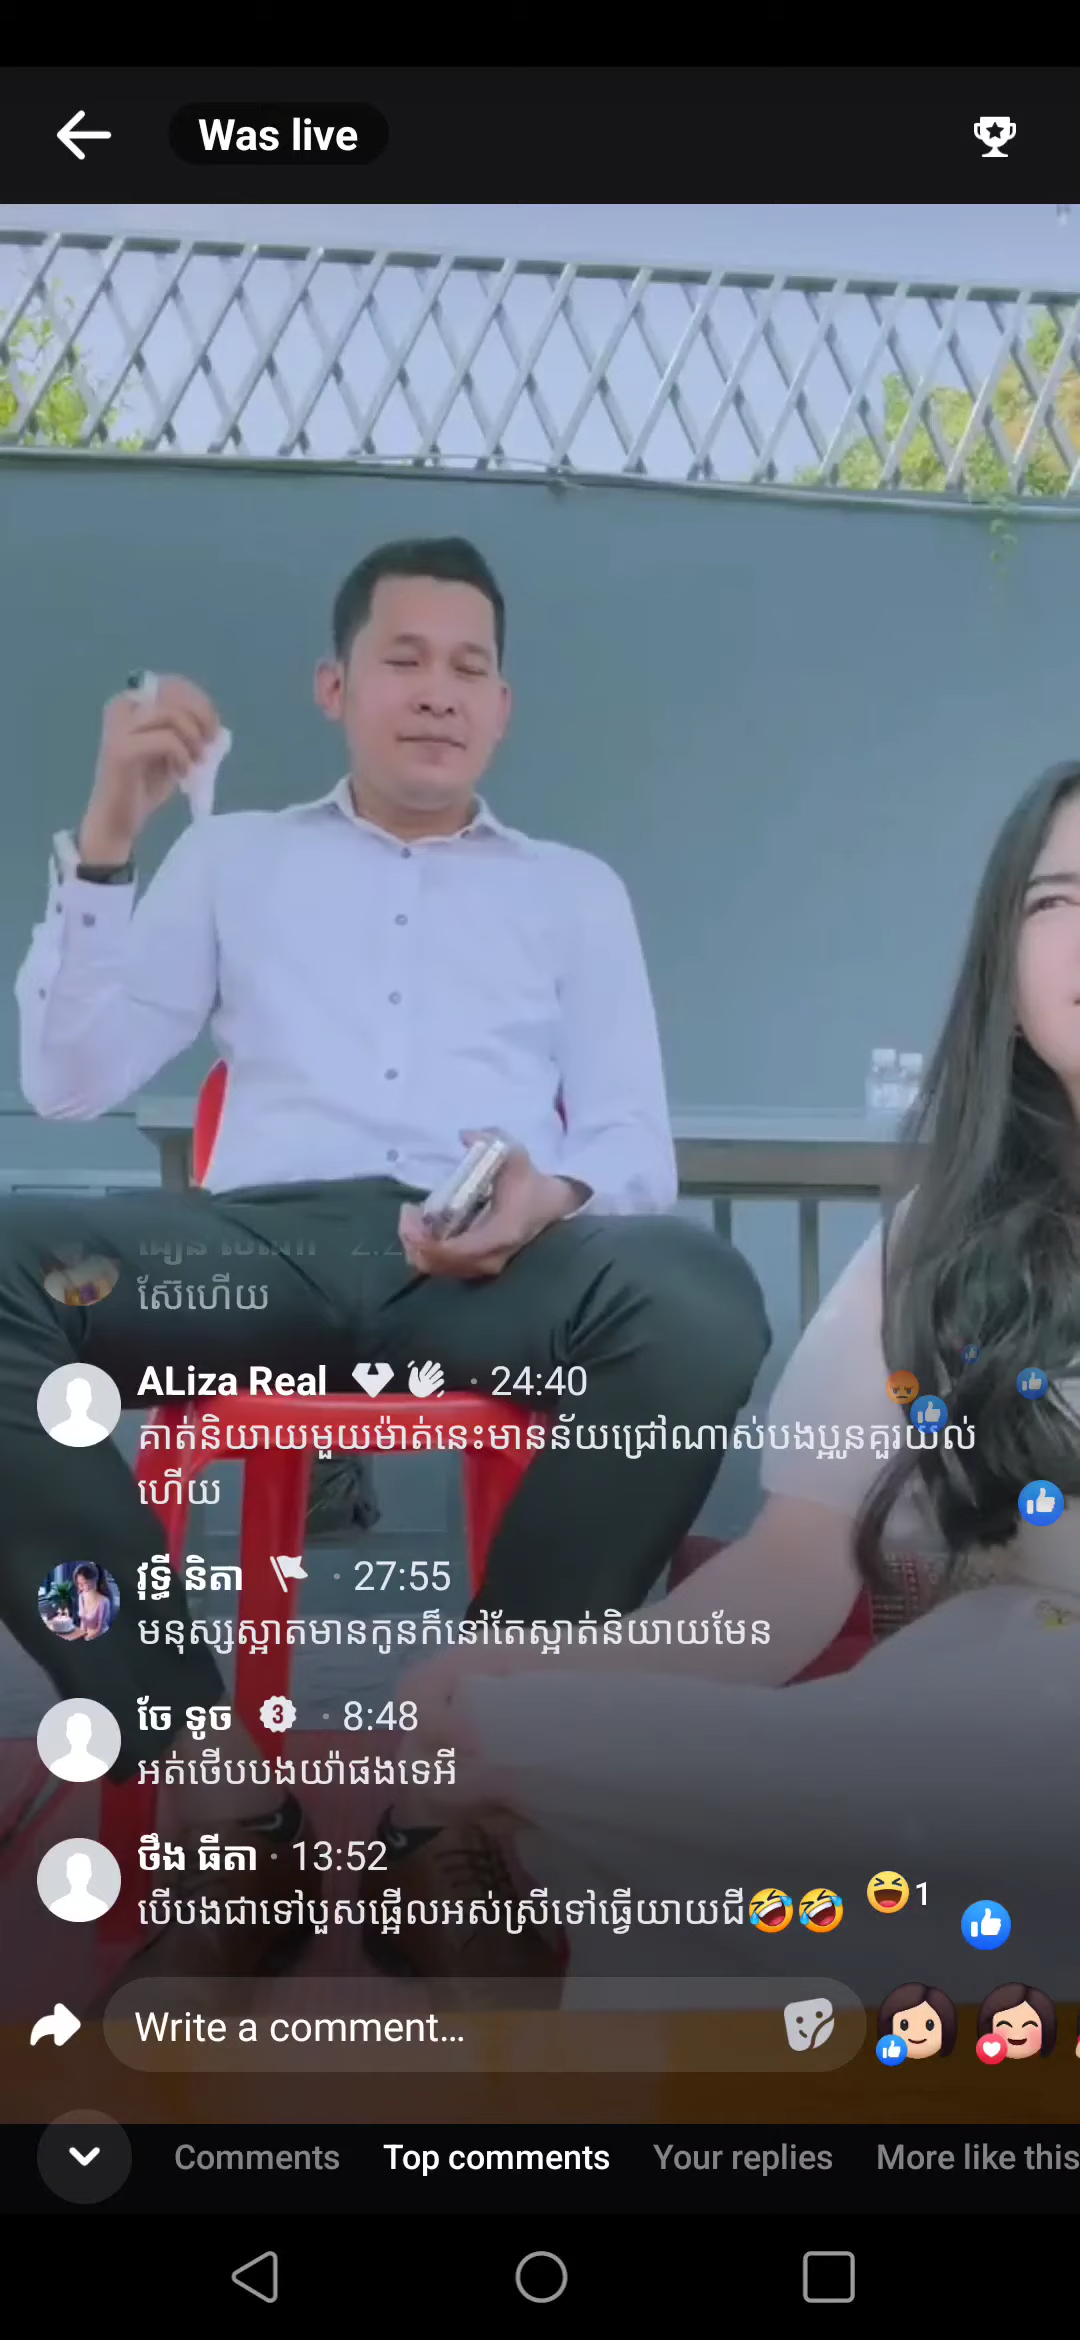 Was live
ស៊ែហើយ
ALiza Real · 24:40
គាត់និយាយមួយម៉ាត់នេះមានន័យជ្រៅណាស់បងប្អូនគួរយល់
ហើយ
វុទ្ធី និតា · 27:55
មនុស្សស្អាតមានកូនក៏នៅតែស្អាត់និយាយមែន
ចែ ទូច 3 · 8:48
អត់ថើបបងយ៉ាផងទេអី
ថឹង ធីតា · 13:52
បើបងជាទៅបួសផ្អើលអស់ស្រីទៅធ្វើយាយជី🤣🤣 1
Write a comment...
Comments Top comments Your replies More like this